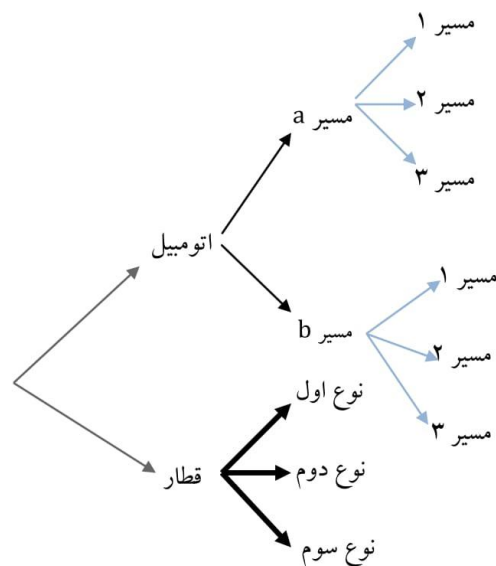 مسیر ۱
مسیر ۲
مسیر ۳
مسیر a
اتومبیل
مسیر b
مسیر ۱
مسیر ۲
مسیر ۳
نوع اول
قطار
نوع دوم
نوع سوم